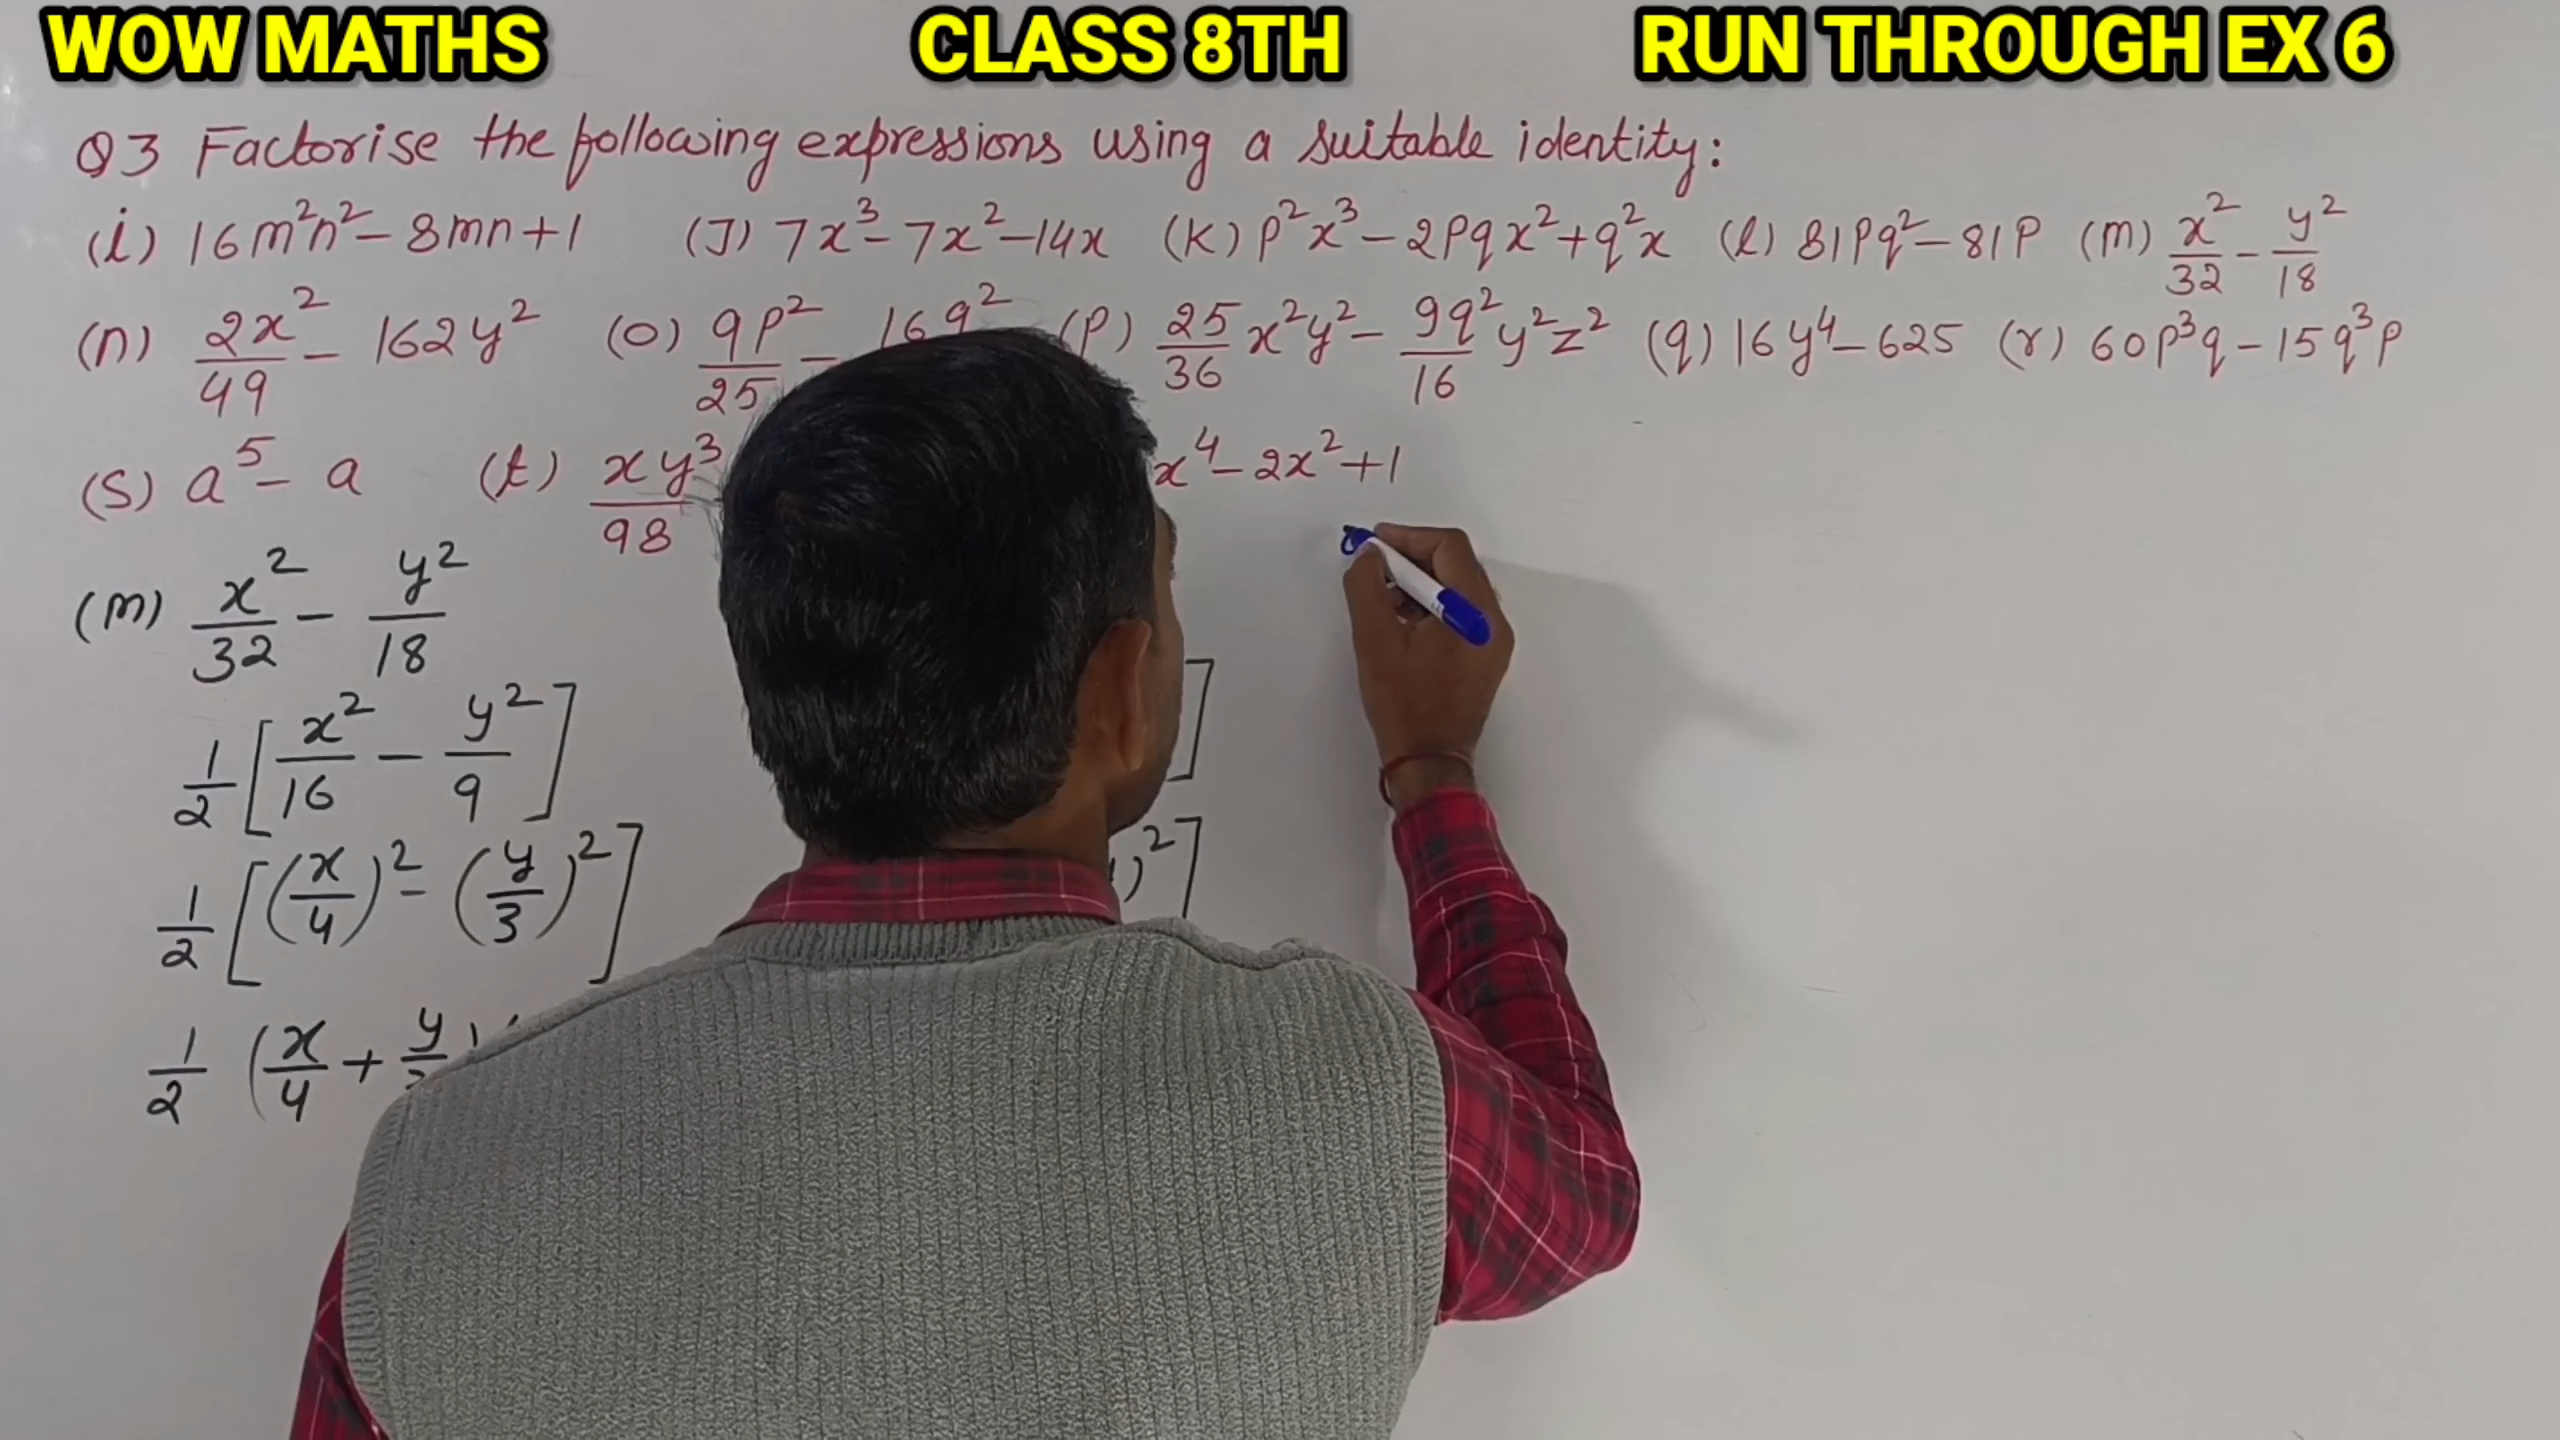 WOW MATHS CLASS 8TH RUN THROUGH EX 6
Q3 Factorise the following expressions using a suitable identity:
(i) 16m²n² - 8mn + 1 (J) 7x³ - 7x² - 14x (K) p²x³ - 2pqx² + q²x (l) 81pq² - 81p (m) x²/32 - y²/18
(n) 2x²/49 - 162y² (o) 9p²/25 - 16q² (p) 25/36 x²y² - 9q²/16 y²z² (q) 16y⁴ - 625 (r) 60p³q - 15q³p
(S) a⁵ - a (t) xy³/98 x⁴ - 2x² + 1
(m) x²/32 - y²/18
1/2 [x²/16 - y²/9] ]
1/2 [(x/4)² - (y/3)²] )²]
1/2 (x/4 + y